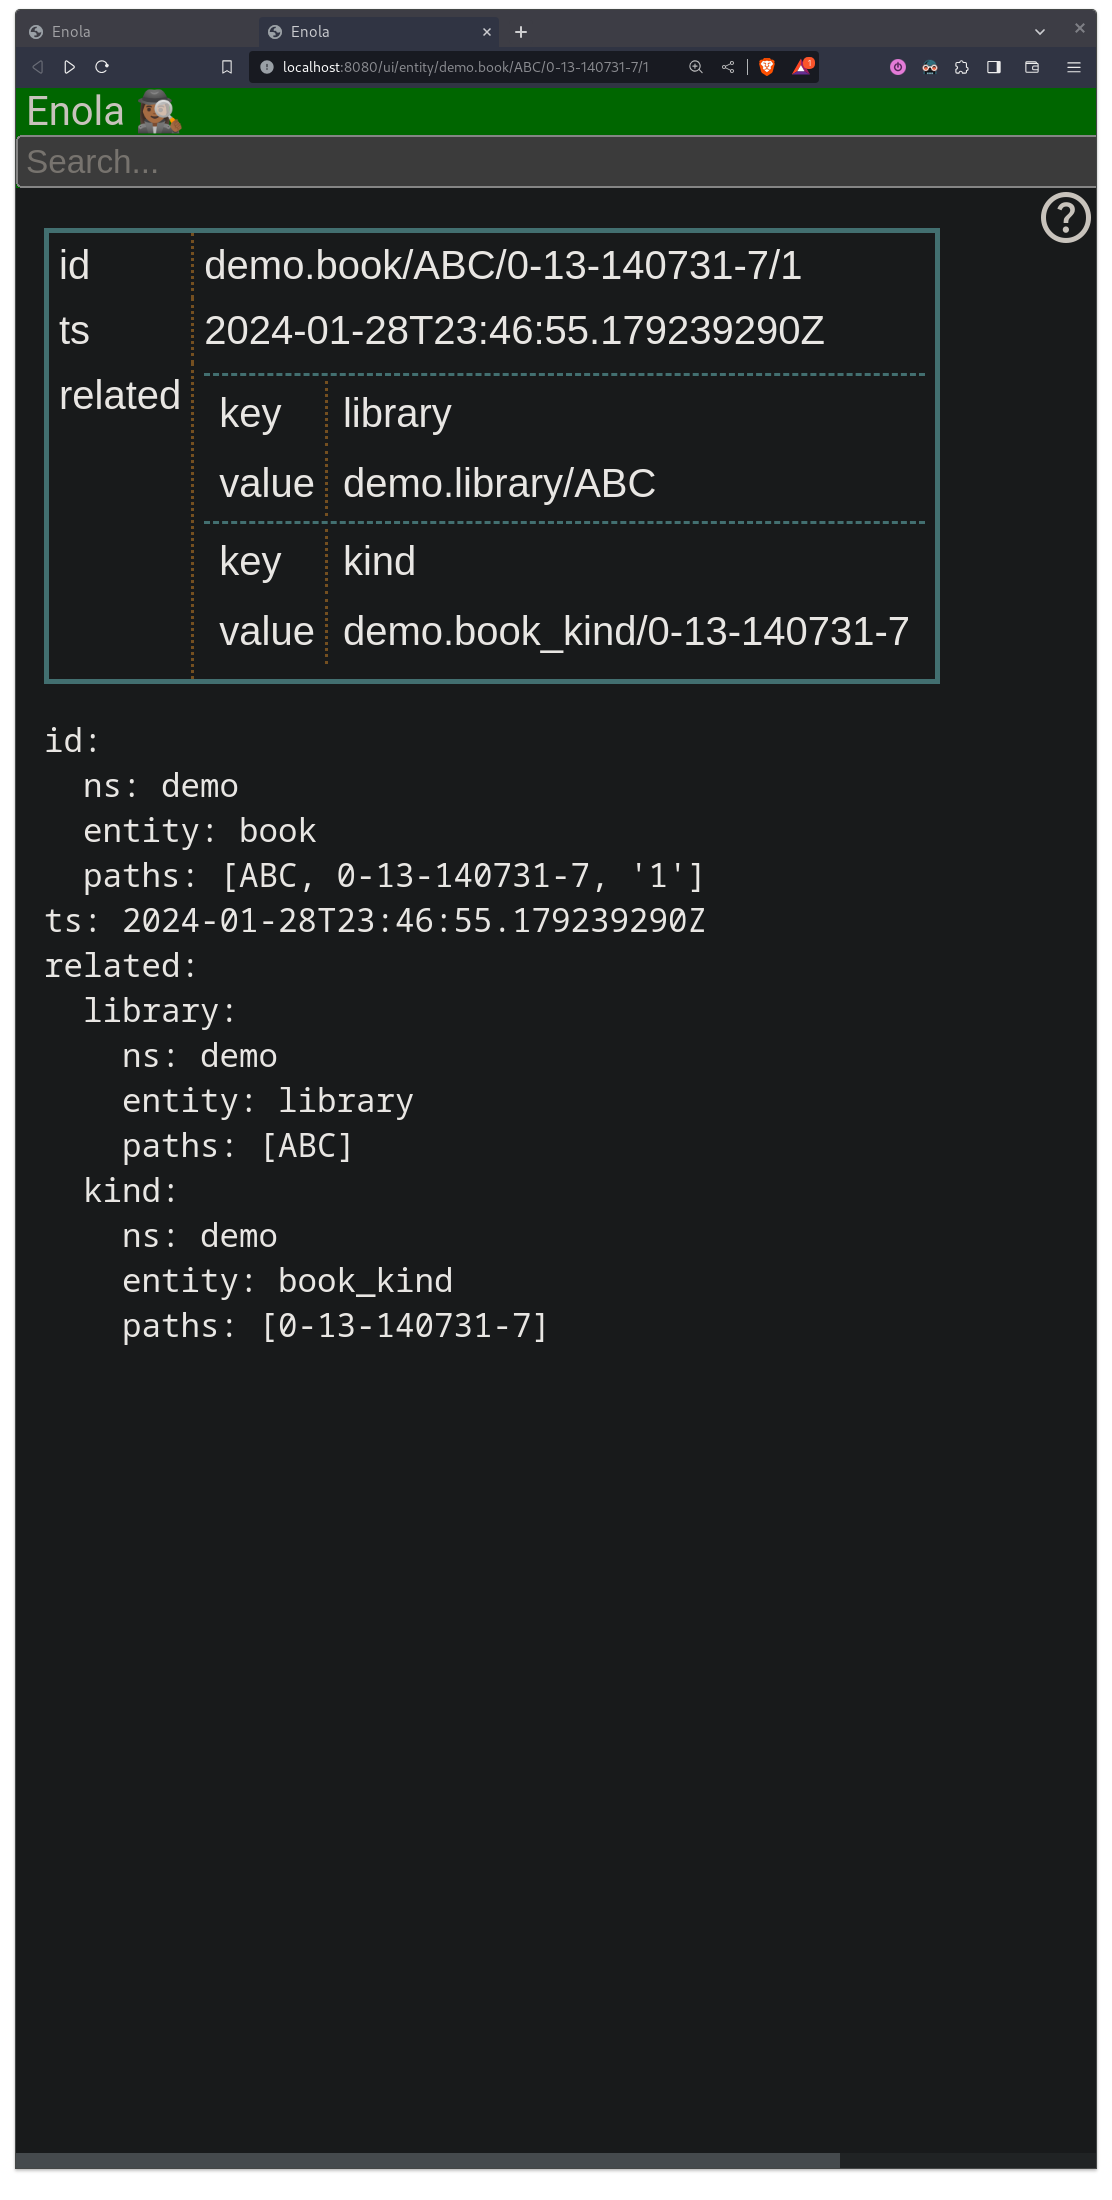 Enola
Enola
localhost:8080/ui/entity/demo.book/ABC/0-13-140731-7/1
1
Enola
Search...
id demo.book/ABC/0-13-140731-7/1
ts 2024-01-28T23:46:55.179239290Z
related
key library
value demo.library/ABC
key kind
value demo.book_kind/0-13-140731-7
id:
ns: demo
entity: book
paths: [ABC, 0-13-140731-7, '1']
ts: 2024-01-28T23:46:55.179239290Z
related:
library:
ns: demo
entity: library
paths: [ABC]
kind:
ns: demo
entity: book_kind
paths: [0-13-140731-7]